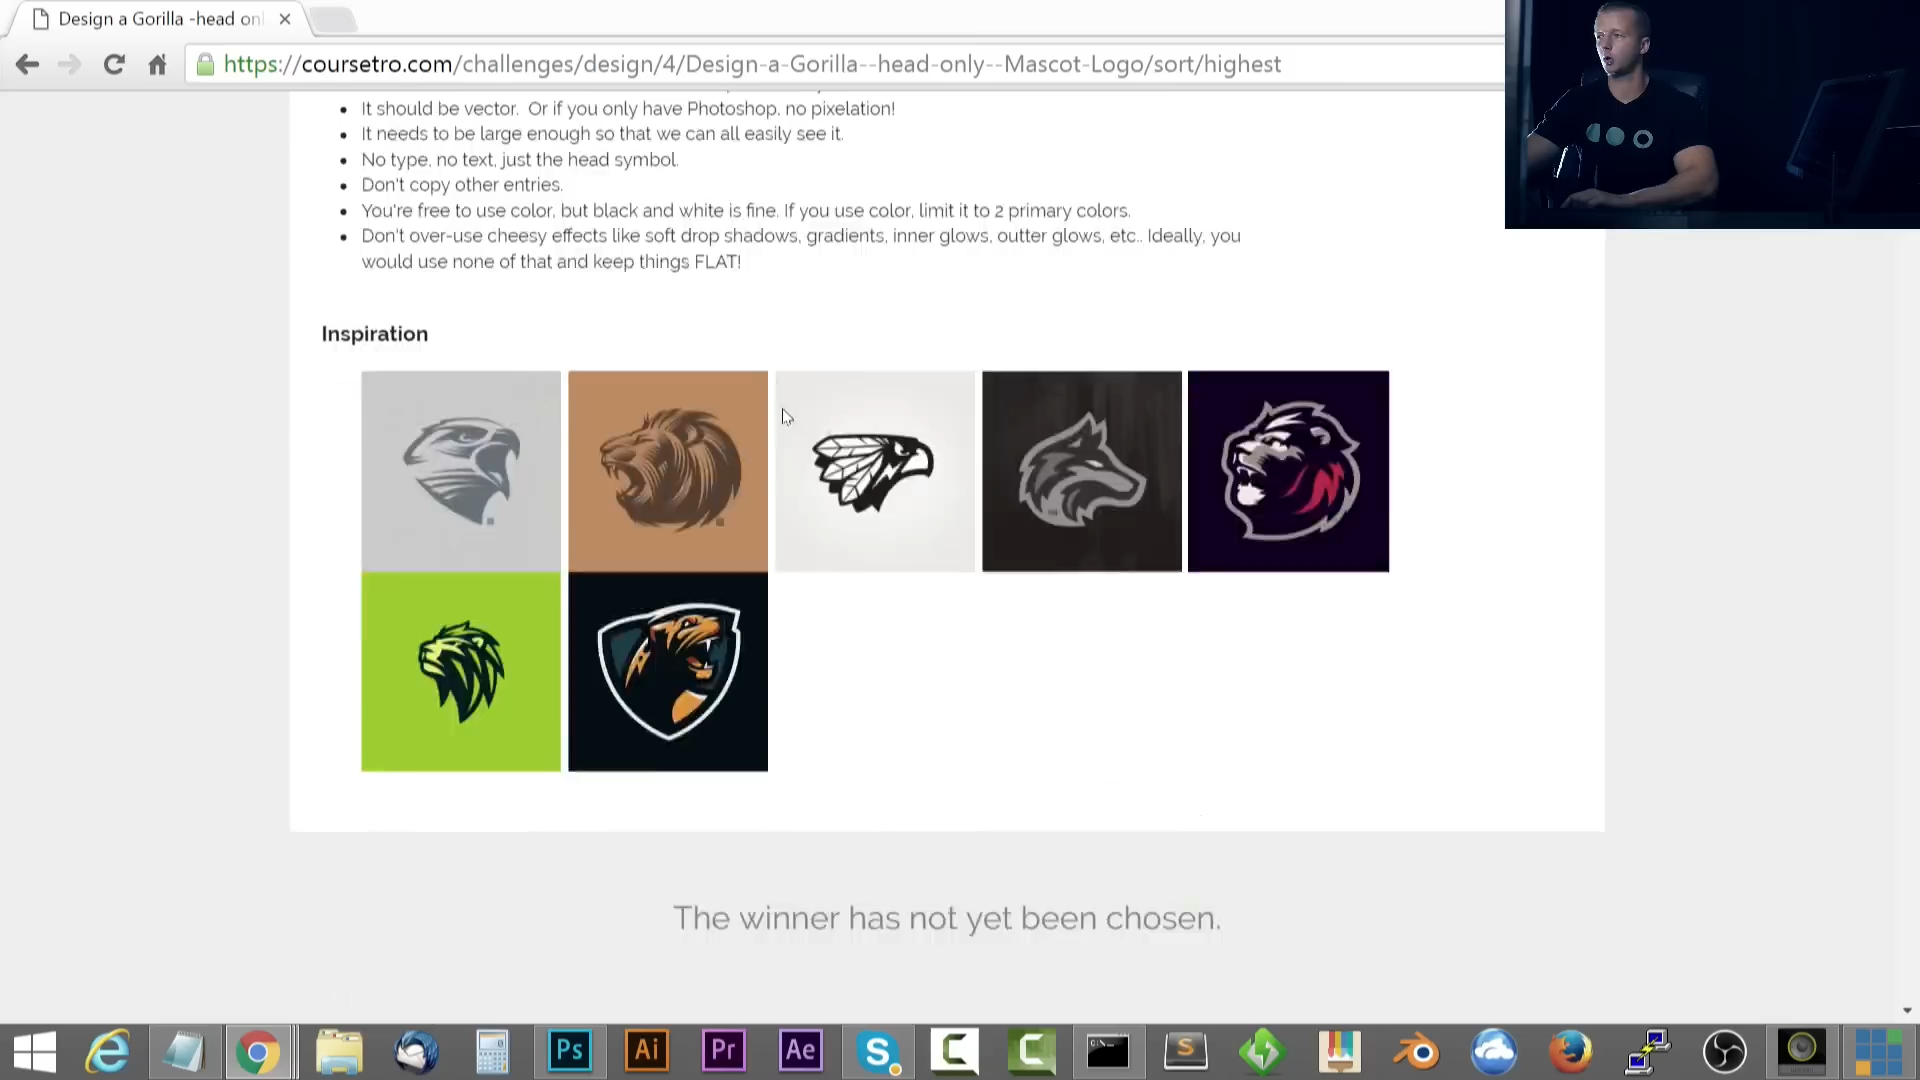 Design a Gorilla -head onl
https://coursetro.com/challenges/design/4/Design-a-Gorilla--head-only--Mascot-Logo/sort/highest
It should be vector. Or if you only have Photoshop, no pixelation!
It needs to be large enough so that we can all easily see it.
No type, no text, just the head symbol.
Don't copy other entries.
You're free to use color, but black and white is fine. If you use color, limit it to 2 primary colors.
Don't over-use cheesy effects like soft drop shadows, gradients, inner glows, outter glows, etc.. Ideally, you
would use none of that and keep things FLAT!
Inspiration
The winner has not yet been chosen.
Ps
Ai
Pr
Ae